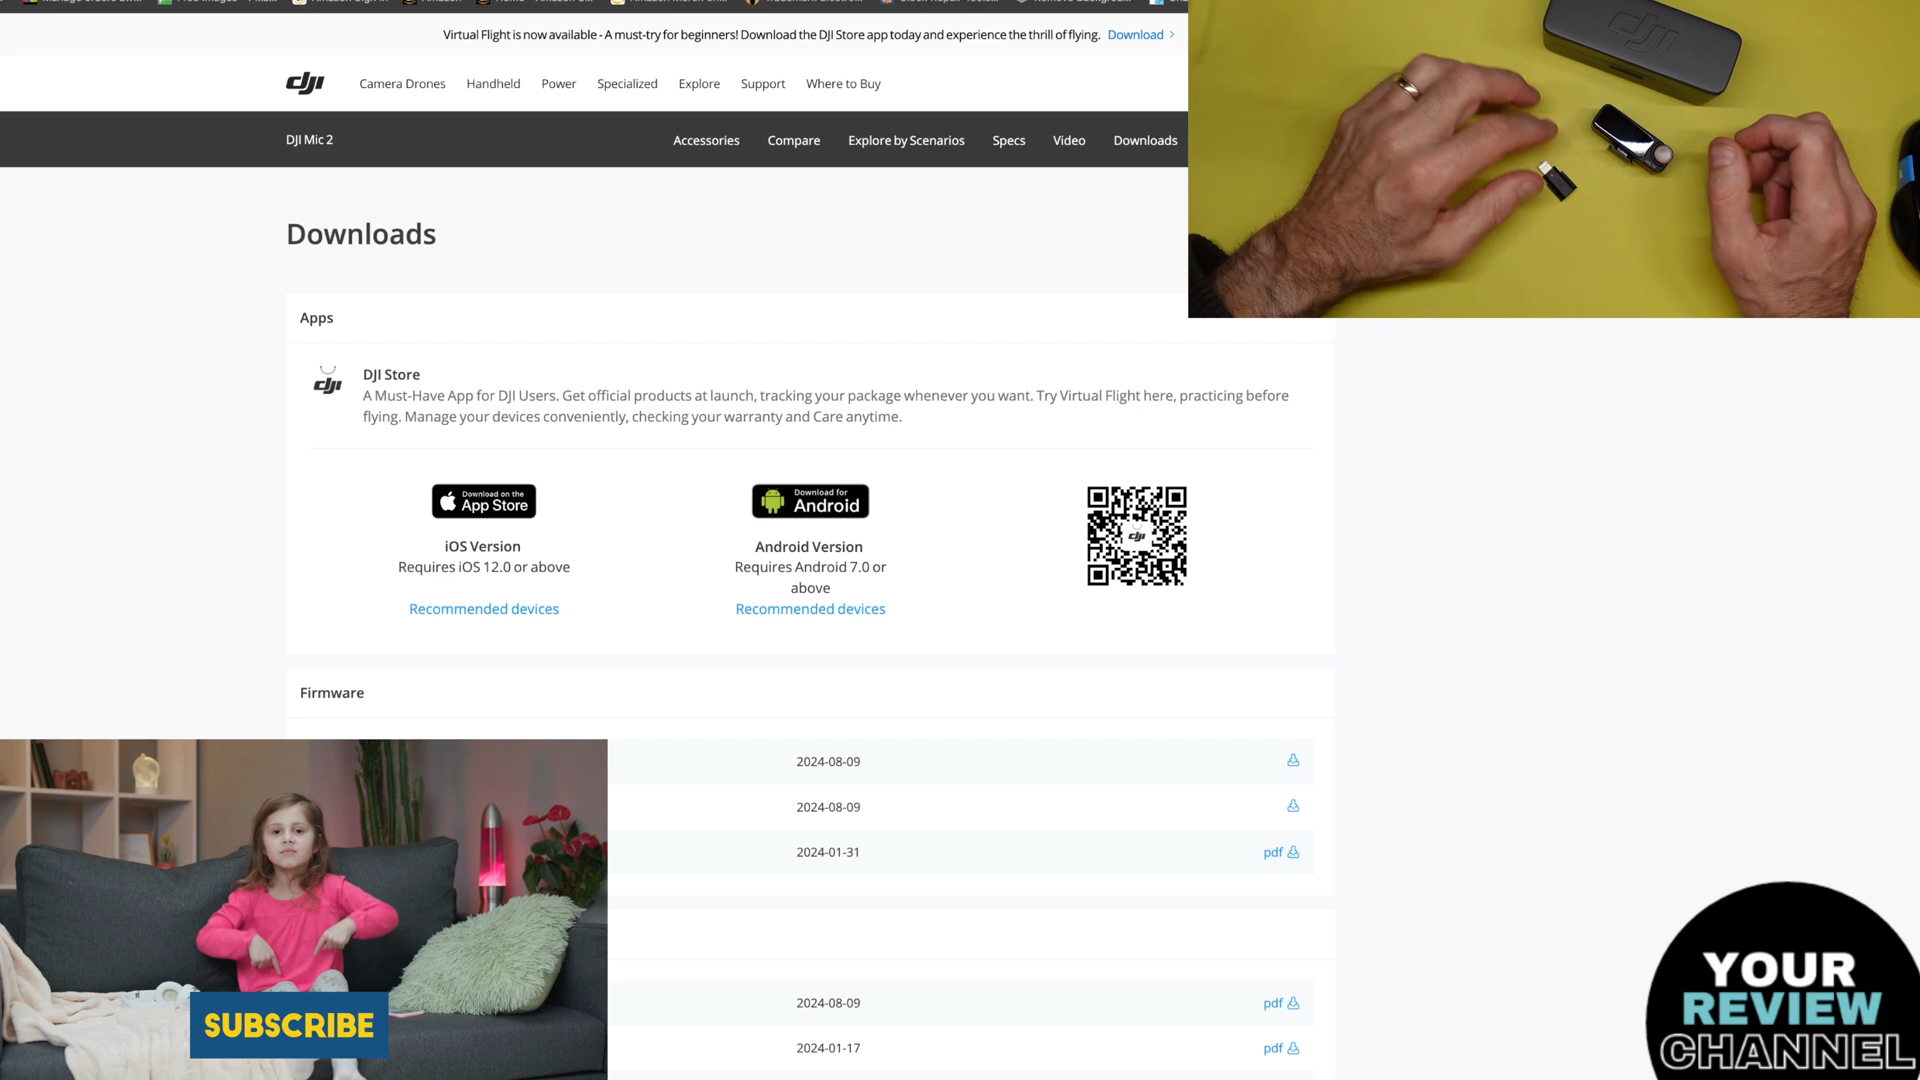 Virtual Flight is now available - A must-try for beginners! Download the DJI Store app today and experience the thrill of flying. Download >
dji Camera Drones Handheld Power Specialized Explore Support Where to Buy
DJI Mic 2 Accessories Compare Explore by Scenarios Specs Video Downloads
Downloads
Apps
dji
DJI Store
A Must-Have App for DJI Users. Get official products at launch, tracking your package whenever you want. Try Virtual Flight here, practicing before
flying. Manage your devices conveniently, checking your warranty and Care anytime.
Download on the
App Store
iOS Version
Requires iOS 12.0 or above
Recommended devices
Download for
Android
Android Version
Requires Android 7.0 or
above
Recommended devices
dji
Firmware
2024-08-09
2024-08-09
2024-01-31 pdf
2024-08-09 pdf
2024-01-17 pdf
SUBSCRIBE
YOUR
REVIEW
CHANNEL